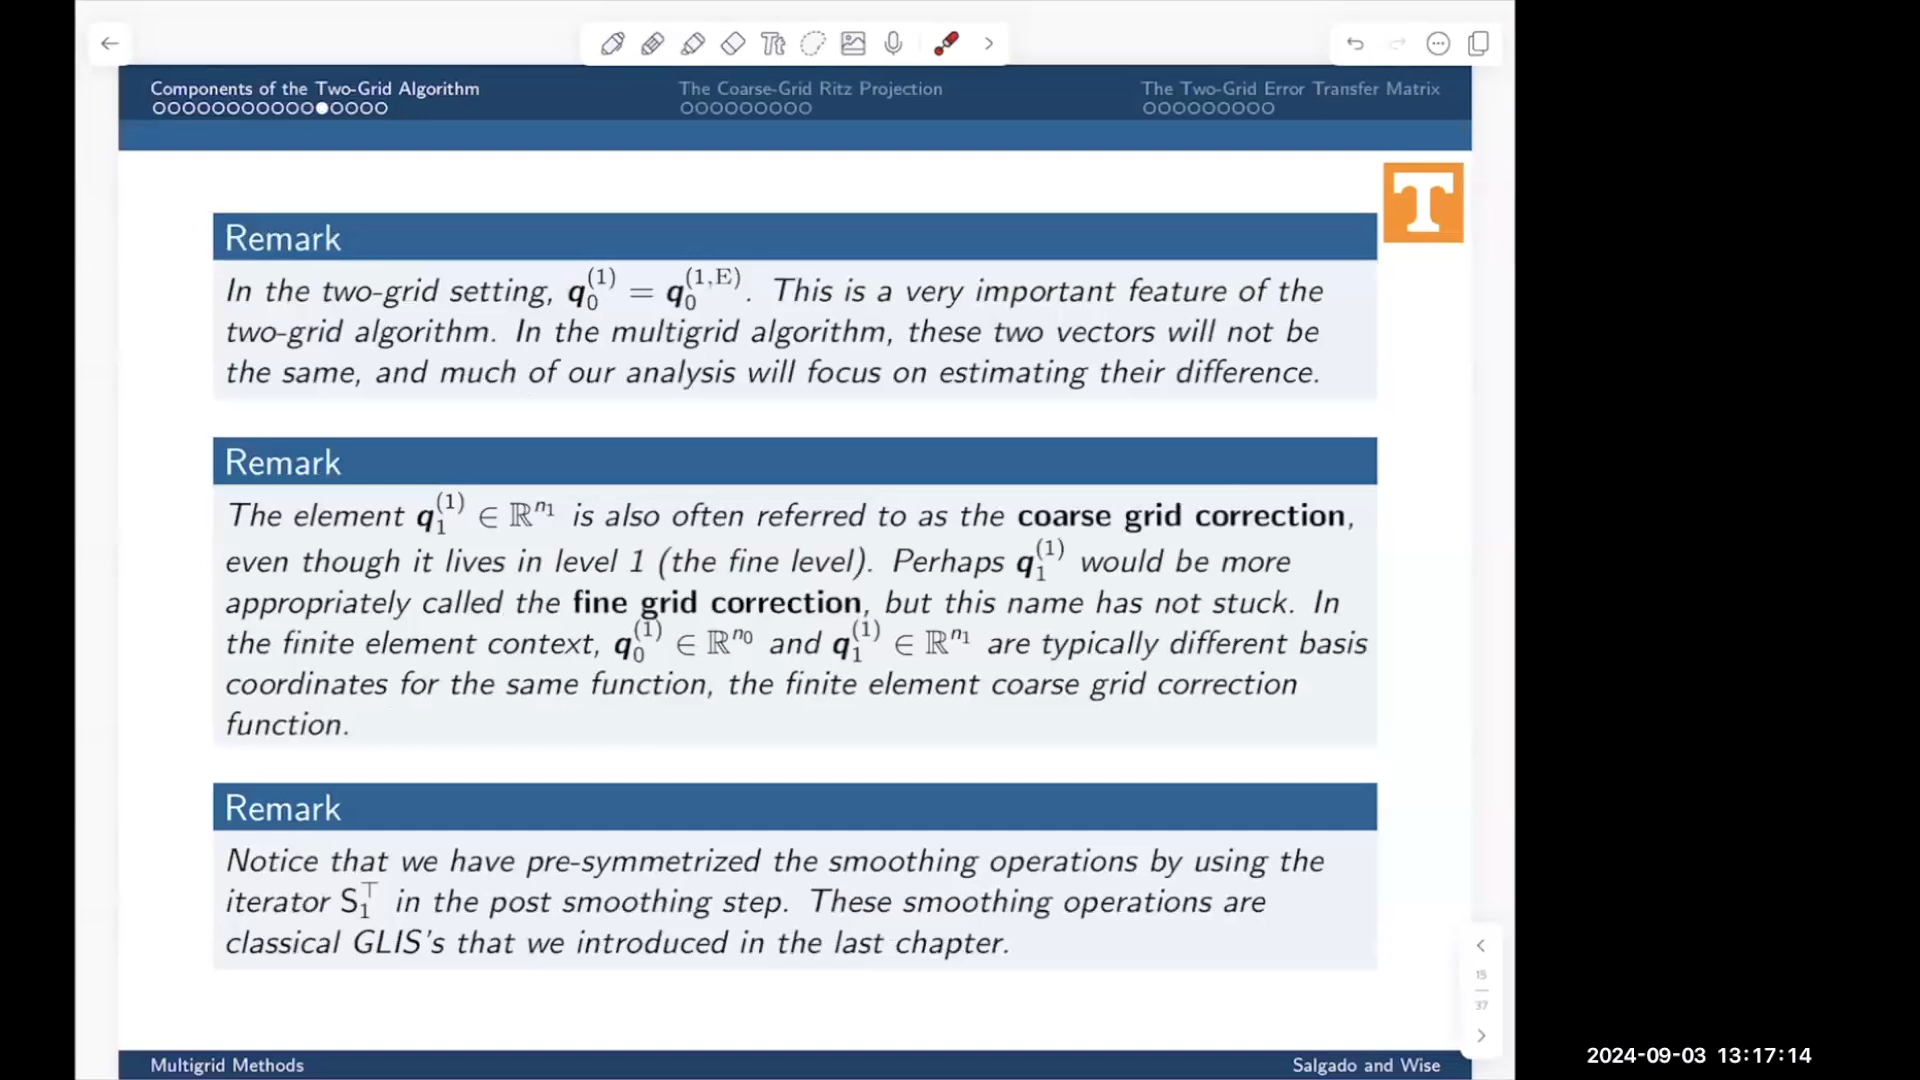 Components of the Two-Grid Algorithm
The Coarse-Grid Ritz Projection
The Two-Grid Error Transfer Matrix
T
Remark
In the two-grid setting, q_0^{(1)} = q_0^{(1,E)}. This is a very important feature of the
two-grid algorithm. In the multigrid algorithm, these two vectors will not be
the same, and much of our analysis will focus on estimating their difference.
Remark
The element q_1^{(1)} ∈ ℝ^{n_1} is also often referred to as the coarse grid correction,
even though it lives in level 1 (the fine level). Perhaps q_1^{(1)} would be more
appropriately called the fine grid correction, but this name has not stuck. In
the finite element context, q_0^{(1)} ∈ ℝ^{n_0} and q_1^{(1)} ∈ ℝ^{n_1} are typically different basis
coordinates for the same function, the finite element coarse grid correction
function.
Remark
Notice that we have pre-symmetrized the smoothing operations by using the
iterator S_1^⊤ in the post smoothing step. These smoothing operations are
classical GLIS's that we introduced in the last chapter.
15
37
Multigrid Methods
Salgado and Wise
2024-09-03 13:17:14